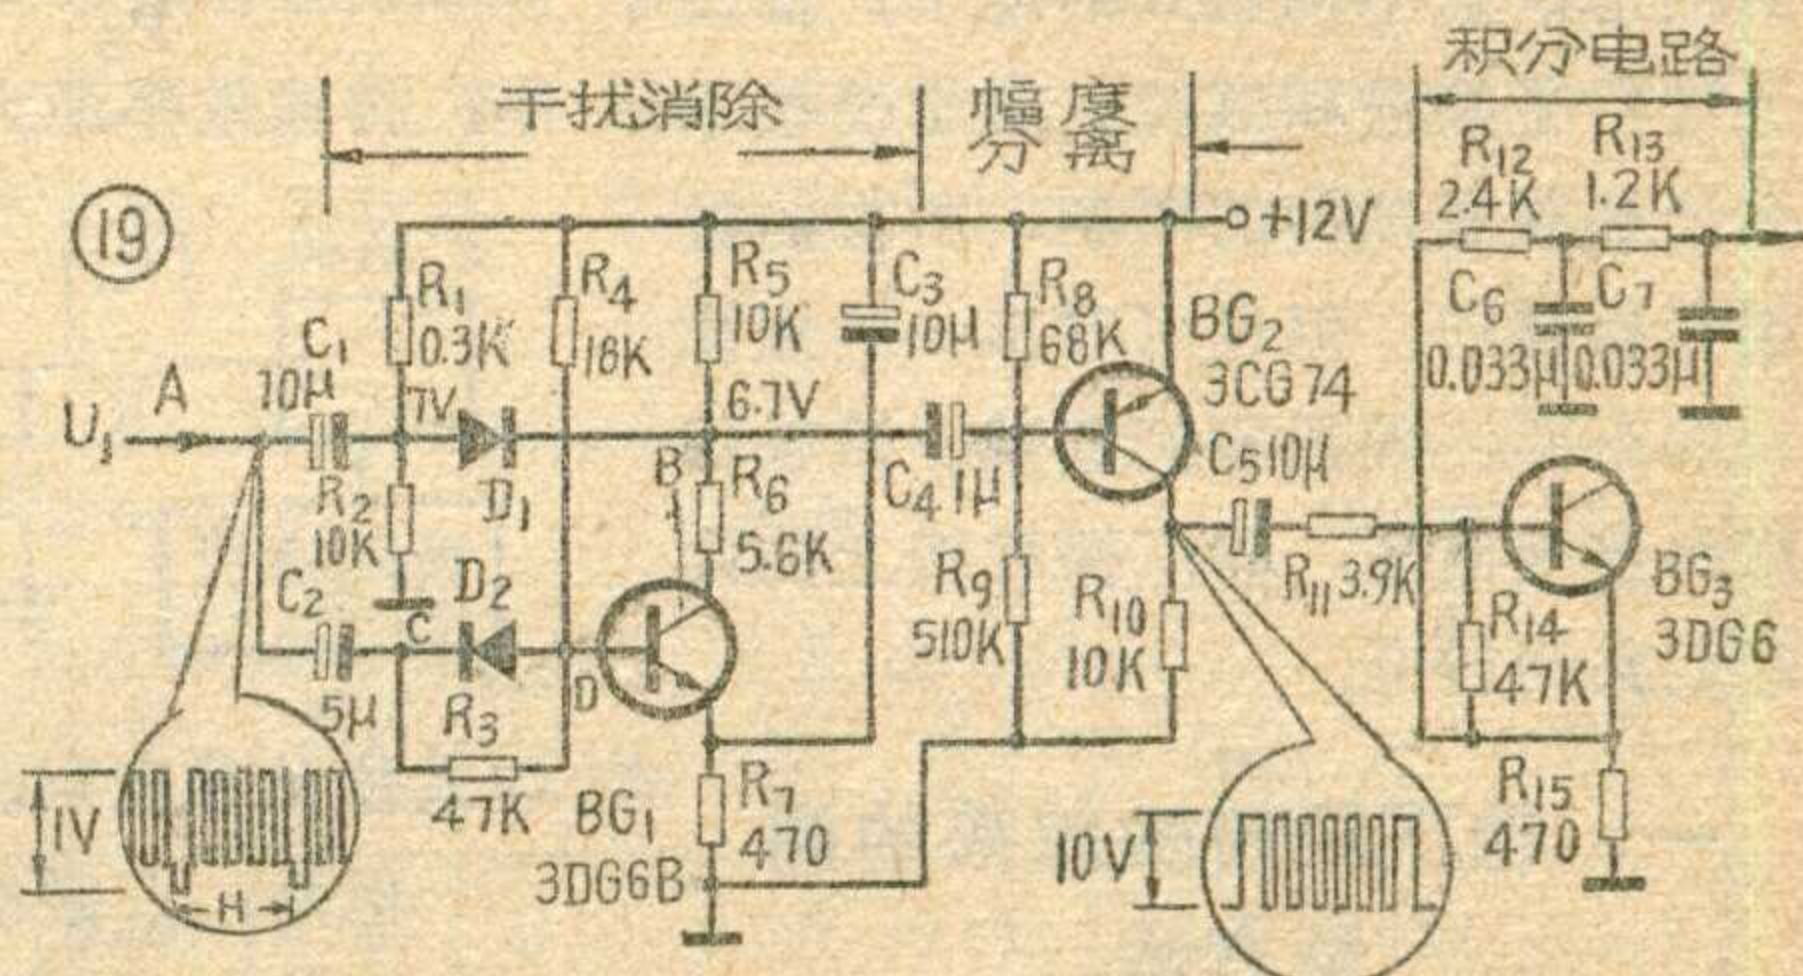 积分电路
干扰消除
幅度
分离
R12
2.4K
R13
1.2K
19
+12V
R1
0.3K
R4
18K
R5
10K
C3
10μ
R8
68K
BG2
3CG74
C6
0.033μ
C7
0.033μ
C1
10μ
A
U1
7V
6.7V
B
D1
R2
10K
R6
5.6K
C4 1μ
C5 10μ
R11 3.9K
C2
5μ
C
D2
D
R9
510K
R10
10K
BG3
3DG6
R14
47K
R3
47K
BG1
3DG6B
R7
470
R15
470
1V
H
10V